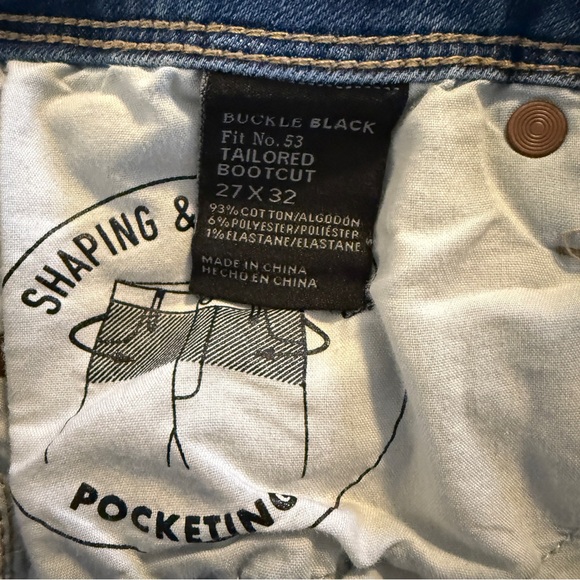 BUCKLE BLACK
Fit No. 53
TAILORED
BOOTCUT
27 X 32
93% COTTON/ALGODÓN
6% POLYESTER/POLIÉSTER
1% ELASTANE/ELASTANE
MADE IN CHINA
HECHO EN CHINA
SHAPING &
POCKETING